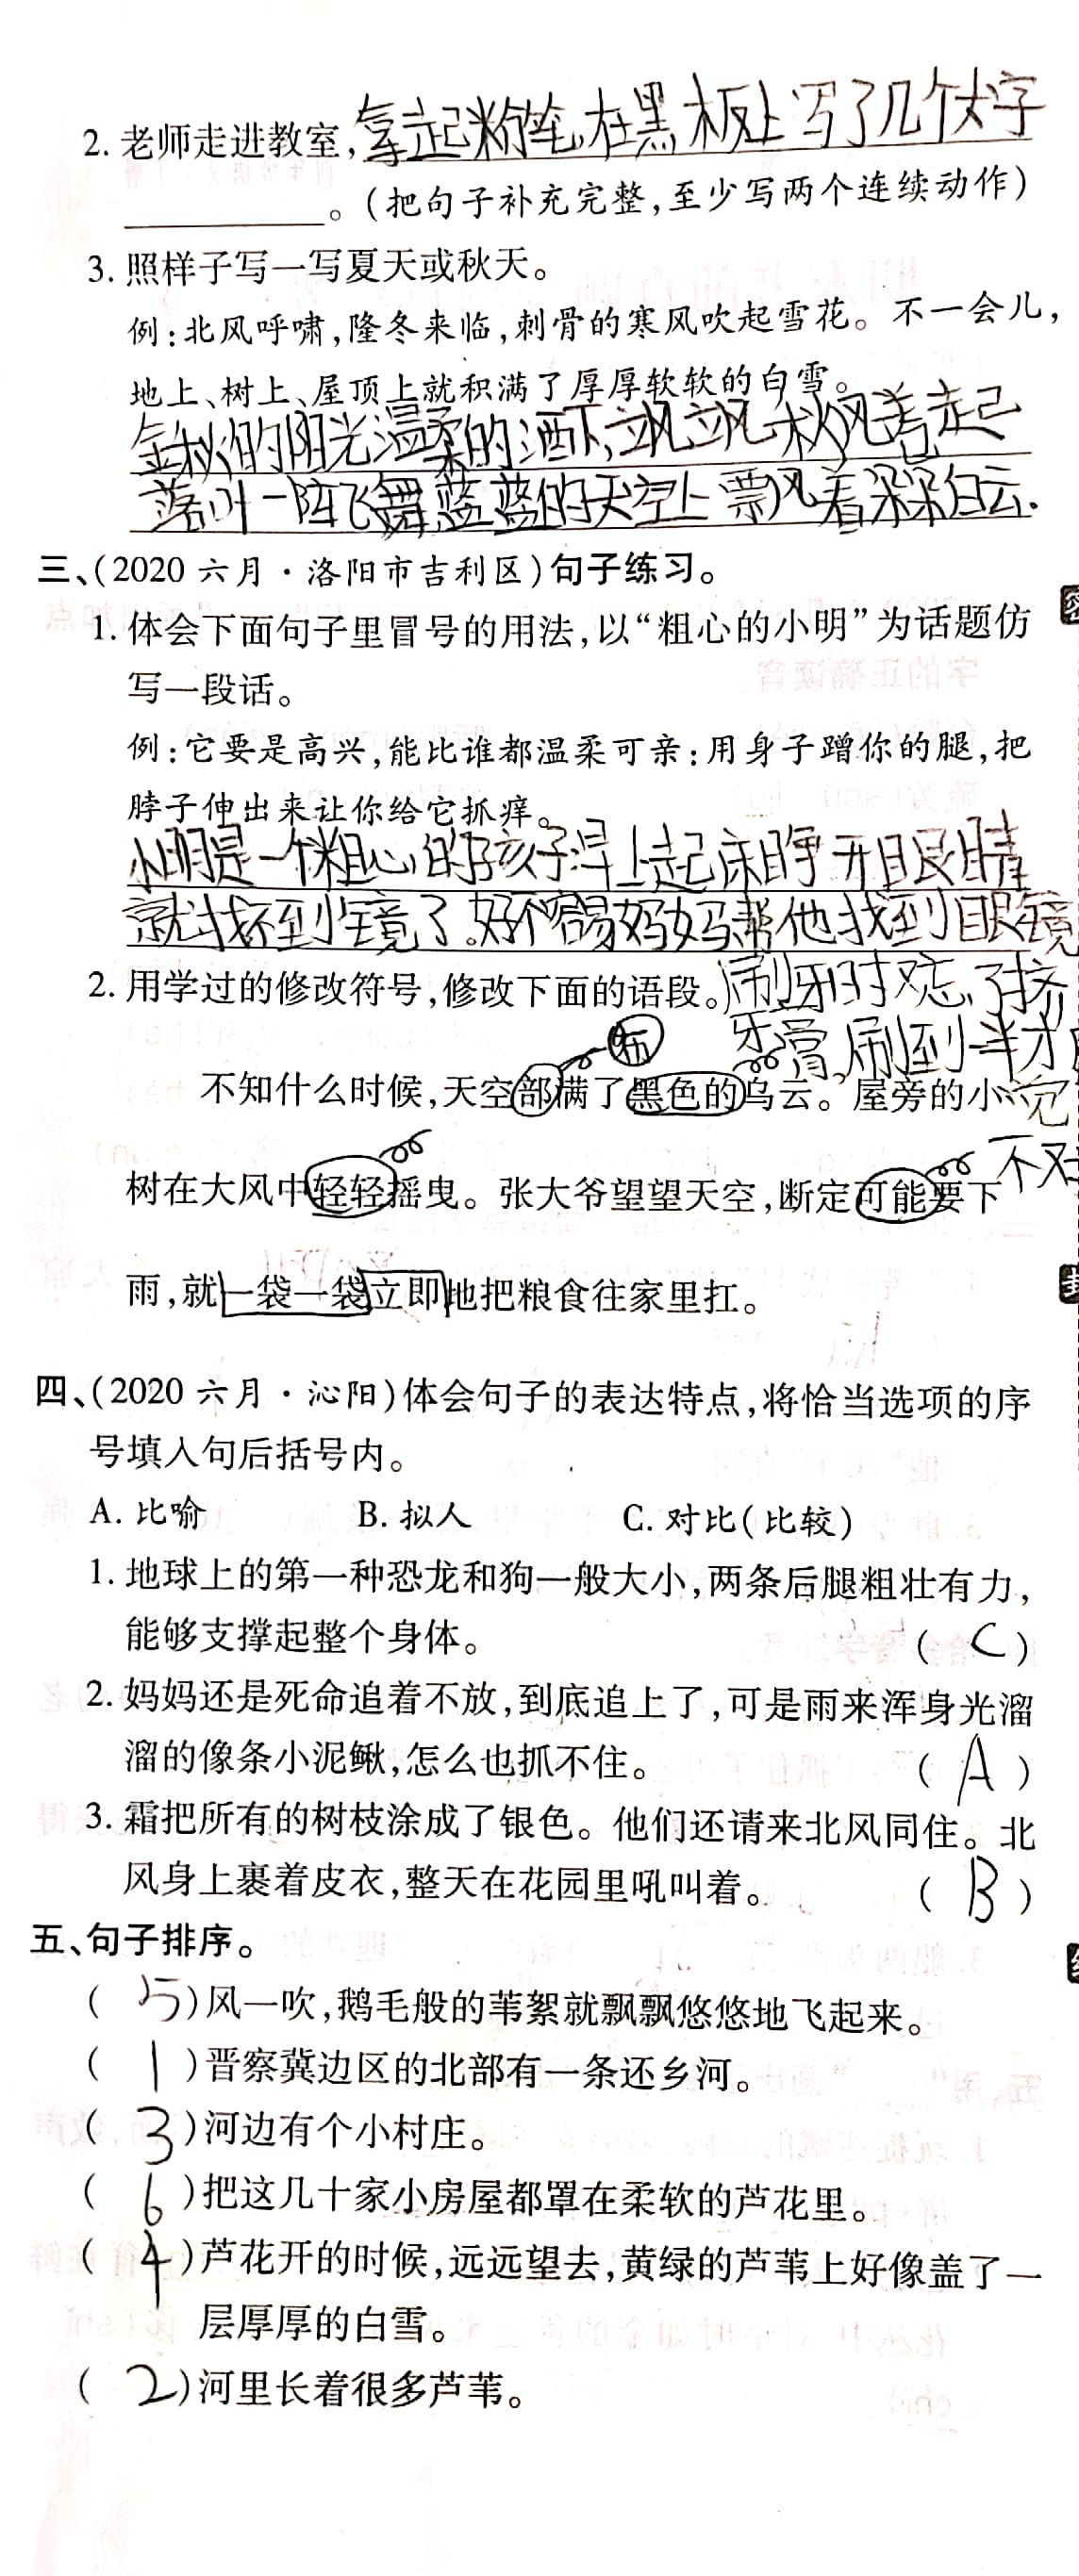 2. 老师走进教室,拿起粉笔,在黑板上写了几个大字
。(把句子补充完整,至少写两个连续动作)
3. 照样子写一写夏天或秋天。
例:北风呼啸,隆冬来临,刺骨的寒风吹起雪花。不一会儿,
地上、树上、屋顶上就积满了厚厚软软的白雪。
金秋的阳光温柔的洒下,飒飒秋风卷走已
落叶一阵飞舞,蓝蓝的天空上飘着朵朵白云.
三、(2020 六月·洛阳市吉利区)句子练习。
1. 体会下面句子里冒号的用法,以“粗心的小明”为话题仿
写一段话。
例:它要是高兴,能比谁都温柔可亲:用身子蹭你的腿,把
脖子伸出来让你给它抓痒。
小明是一个粗心的孩子:早上起床睁开眼睛
就找不到镜了。好不容易妈妈帮他找到眼镜
2. 用学过的修改符号,修改下面的语段。刷牙时又忘了挤
牙膏,刷到一半才
布
不知什么时候,天空部满了黑色的乌云。屋旁的小
不对
树在大风中轻轻摇曳。张大爷望望天空,断定可能要下
雨,就一袋一袋立即地把粮食往家里扛。
四、(2020 六月·沁阳)体会句子的表达特点,将恰当选项的序
号填入句后括号内。
A. 比喻 B. 拟人 C. 对比(比较)
1. 地球上的第一种恐龙和狗一般大小,两条后腿粗壮有力,
能够支撑起整个身体。 ( C )
2. 妈妈还是死命追着不放,到底追上了,可是雨来浑身光溜
溜的像条小泥鳅,怎么也抓不住。 ( A )
3. 霜把所有的树枝涂成了银色。他们还请来北风同住。北
风身上裹着皮衣,整天在花园里吼叫着。 ( B )
五、句子排序。
( 5 )风一吹,鹅毛般的苇絮就飘飘悠悠地飞起来。
( 1 )晋察冀边区的北部有一条还乡河。
( 3 )河边有个小村庄。
( 6 )把这几十家小房屋都罩在柔软的芦花里。
( 4 )芦花开的时候,远远望去,黄绿的芦苇上好像盖了一
层厚厚的白雪。
( 2 )河里长着很多芦苇。